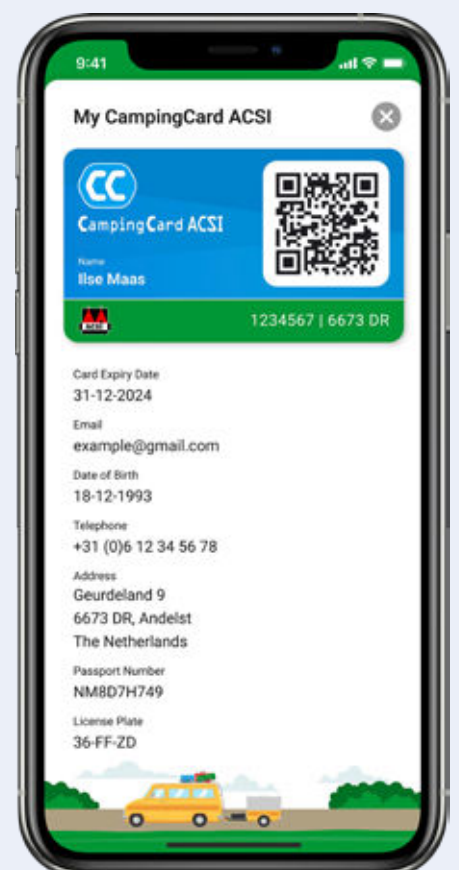 9:41
My CampingCard ACSI
CC
CampingCard ACSI
Name
Ilse Maas
ACSI
1234567 | 6673 DR
Card Expiry Date
31-12-2024
Email
example@gmail.com
Date of Birth
18-12-1993
Telephone
+31 (0)6 12 34 56 78
Address
Geurdeland 9
6673 DR, Andelst
The Netherlands
Passport Number
NM8D7H749
License Plate
36-FF-ZD